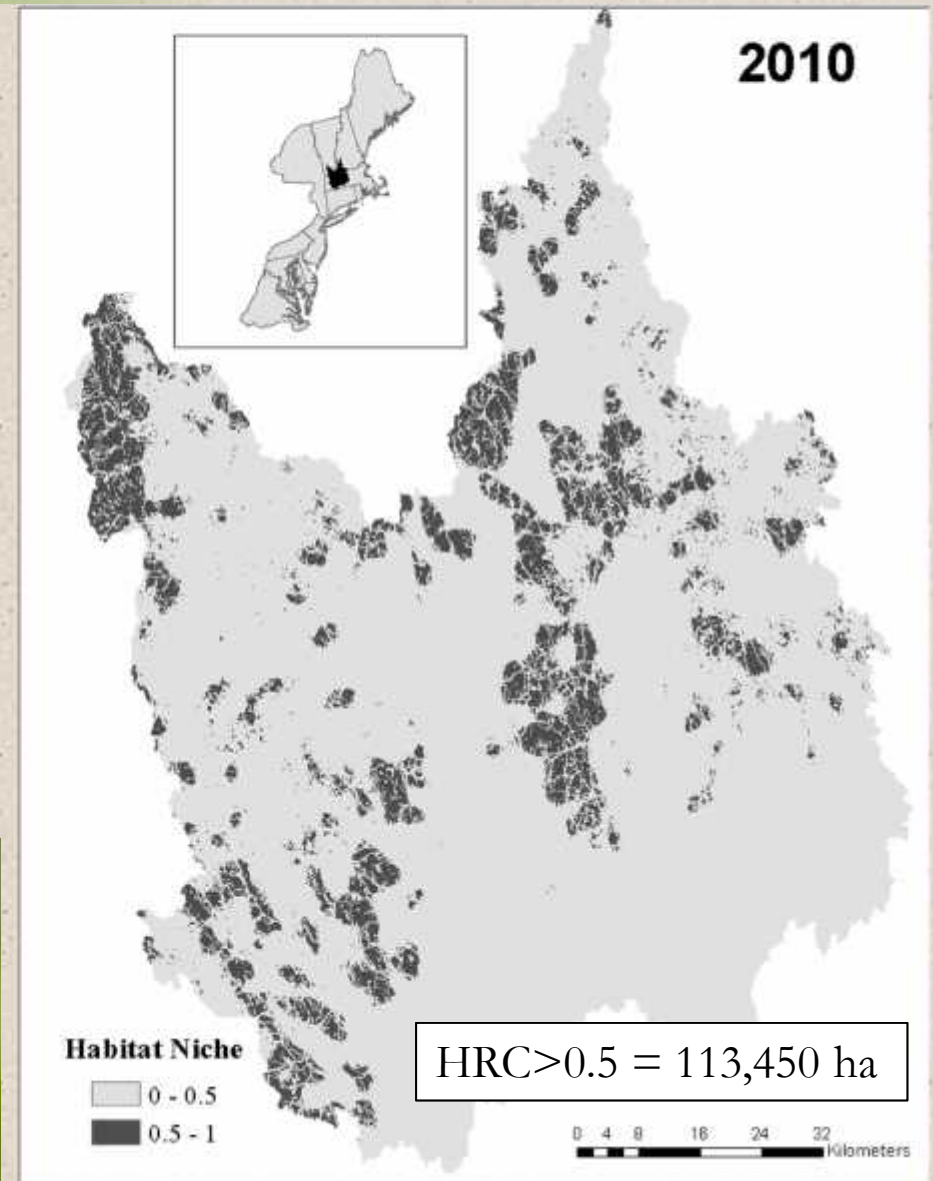 2010
Habitat Niche
0 - 0.5
0.5 - 1
HRC>0.5 = 113,450 ha
0 4 8 16 24 32
Kilometers